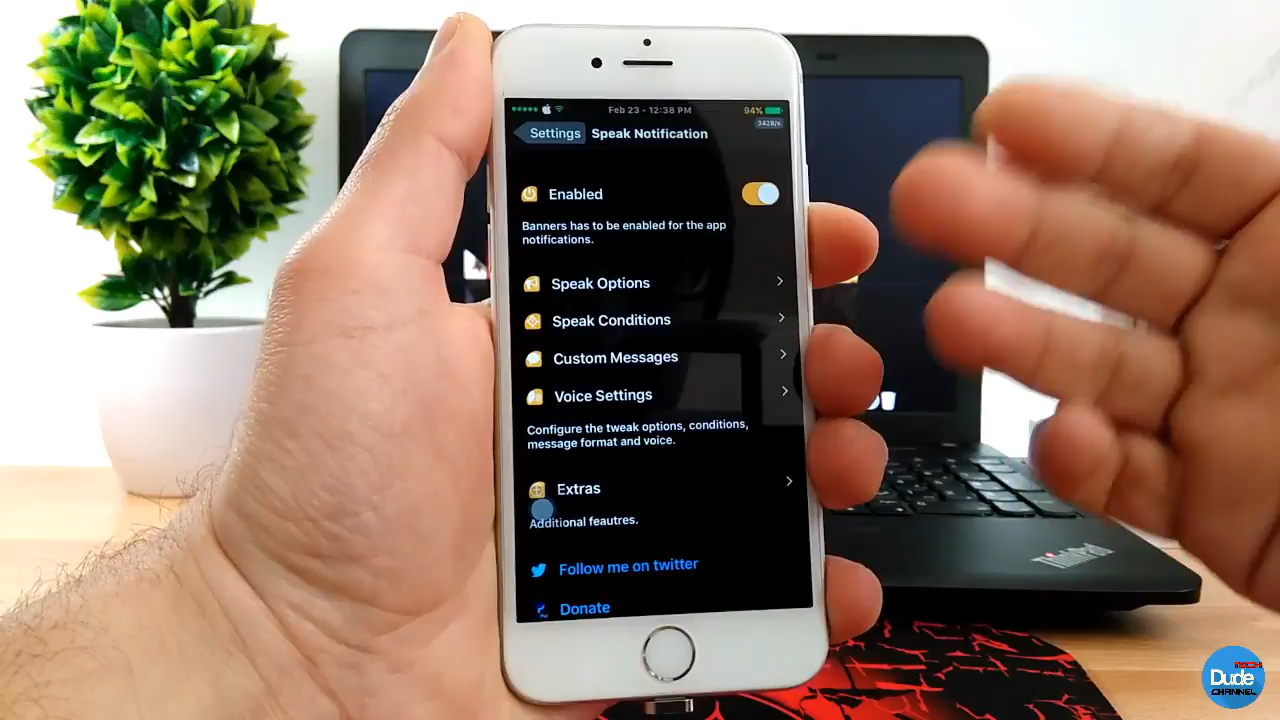 Feb 23 - 12:38 PM
94%
342B/s
Settings
Speak Notification
Enabled
Banners has to be enabled for the app
notifications.
Speak Options
Speak Conditions
Custom Messages
Voice Settings
Configure the tweak options, conditions,
message format and voice.
Extras
Additional feautres.
Follow me on twitter
Donate
ThinkPad
TECH
Dude
CHANNEL